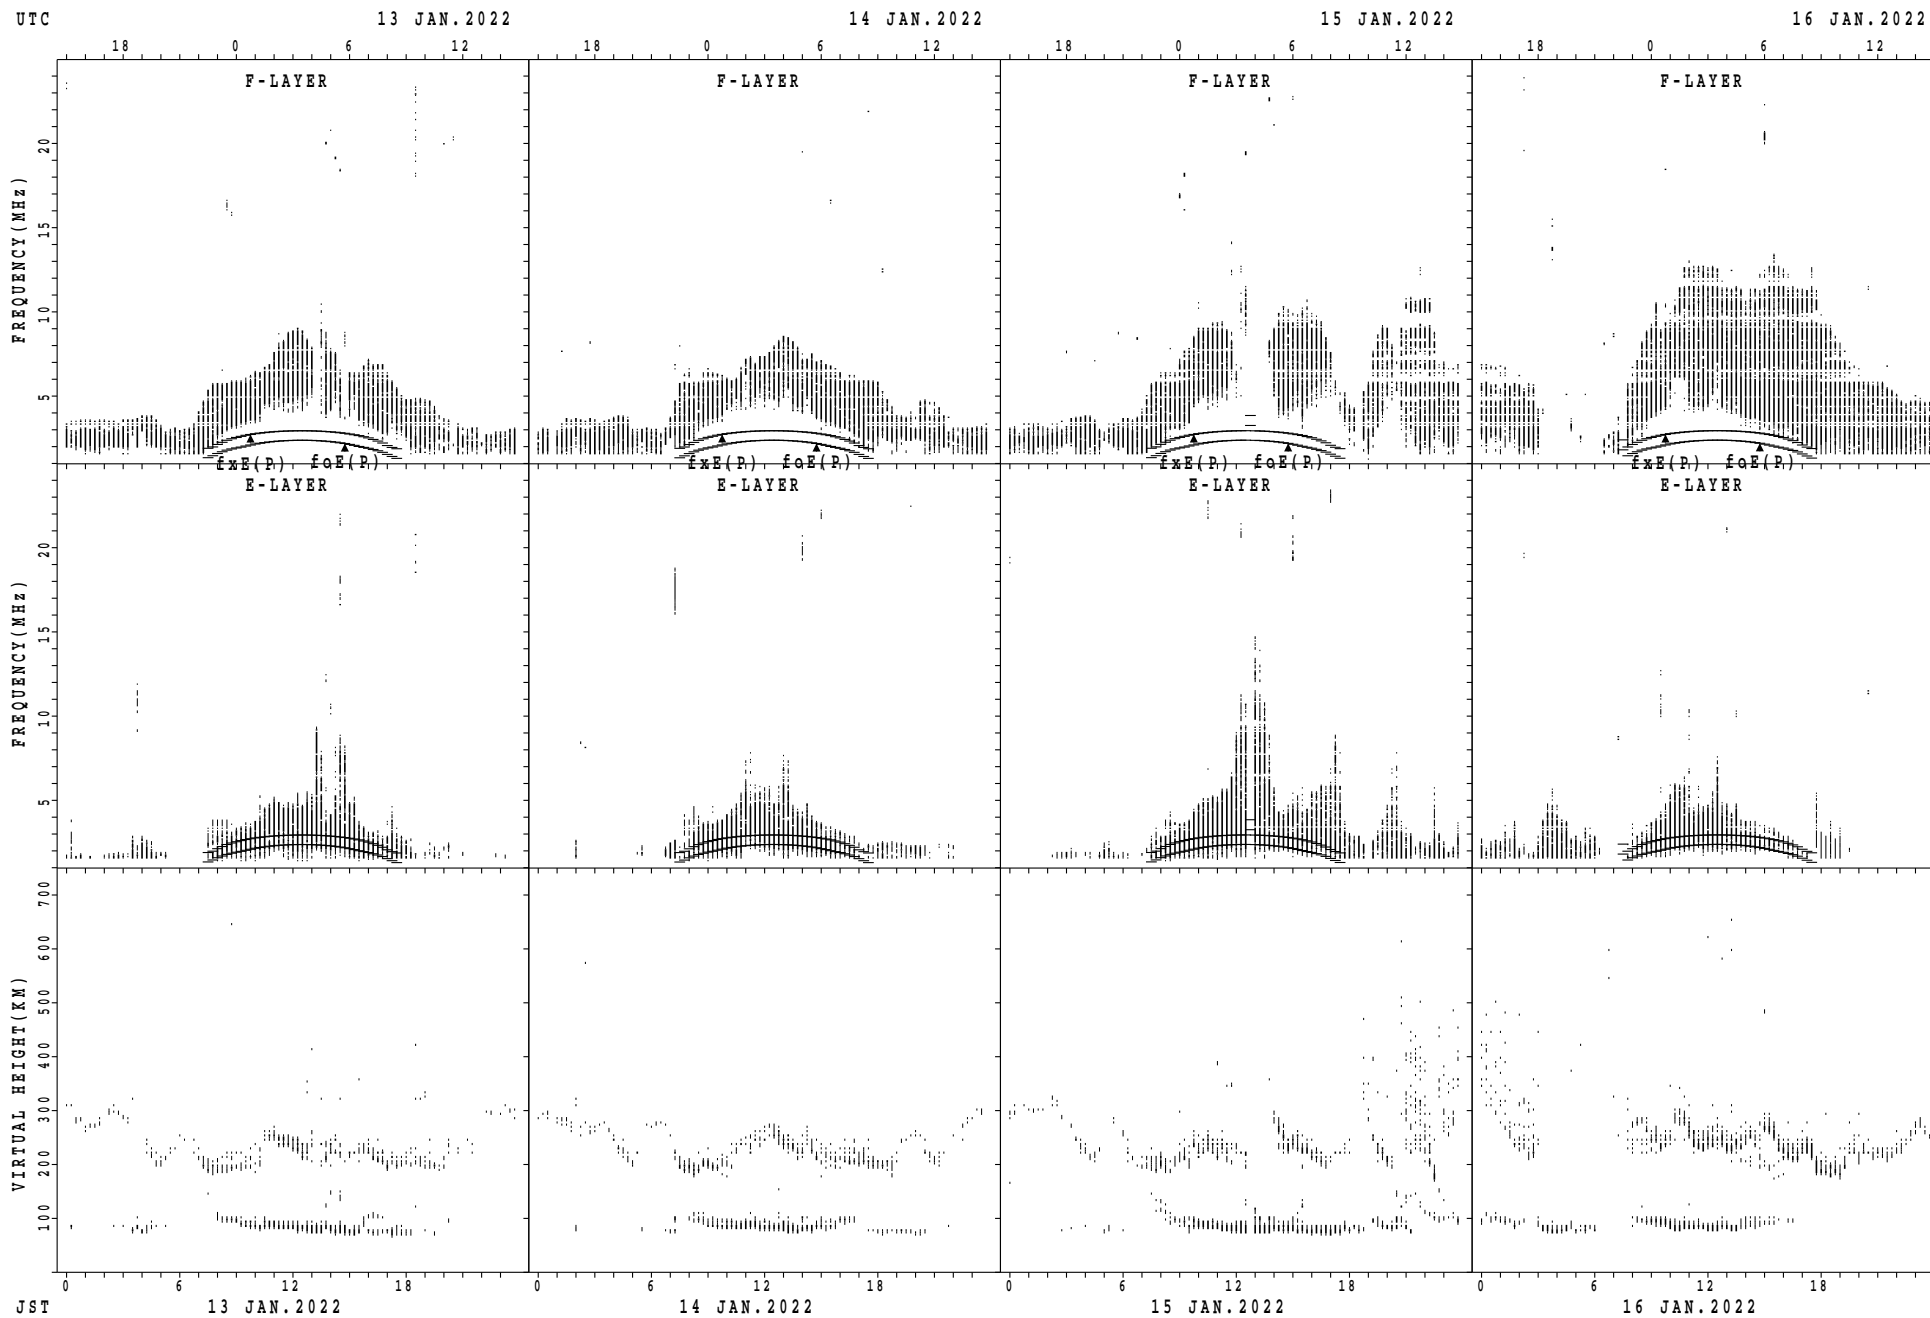 UTC 13 JAN.2022 14 JAN.2022 15 JAN.2022 16 JAN.2022
18 0 6 12 18 0 6 12 18 0 6 12 18 0 6 12
F-LAYER F-LAYER F-LAYER F-LAYER
FREQUENCY(MHz)
20
15
10
5
fxE(P) foE(P) fxE(P) foE(P) fxE(P) foE(P) fxE(P) foE(P)
E-LAYER E-LAYER E-LAYER E-LAYER
FREQUENCY(MHz)
20
15
10
5
VIRTUAL HEIGHT(KM)
700
600
500
400
300
200
100
0 6 12 18 0 6 12 18 0 6 12 18 0 6 12 18
JST 13 JAN.2022 14 JAN.2022 15 JAN.2022 16 JAN.2022